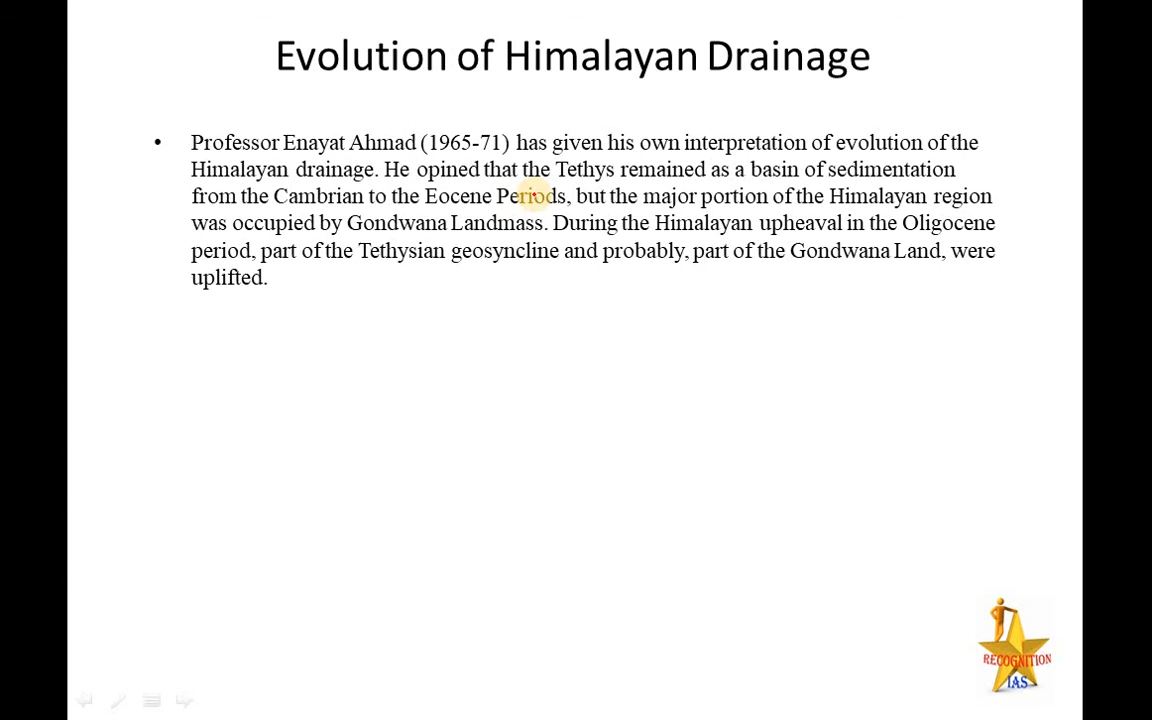 Evolution of Himalayan Drainage
• Professor Enayat Ahmad (1965-71) has given his own interpretation of evolution of the
Himalayan drainage. He opined that the Tethys remained as a basin of sedimentation
from the Cambrian to the Eocene Periods, but the major portion of the Himalayan region
was occupied by Gondwana Landmass. During the Himalayan upheaval in the Oligocene
period, part of the Tethysian geosyncline and probably, part of the Gondwana Land, were
uplifted.
RECOGNITION
IAS